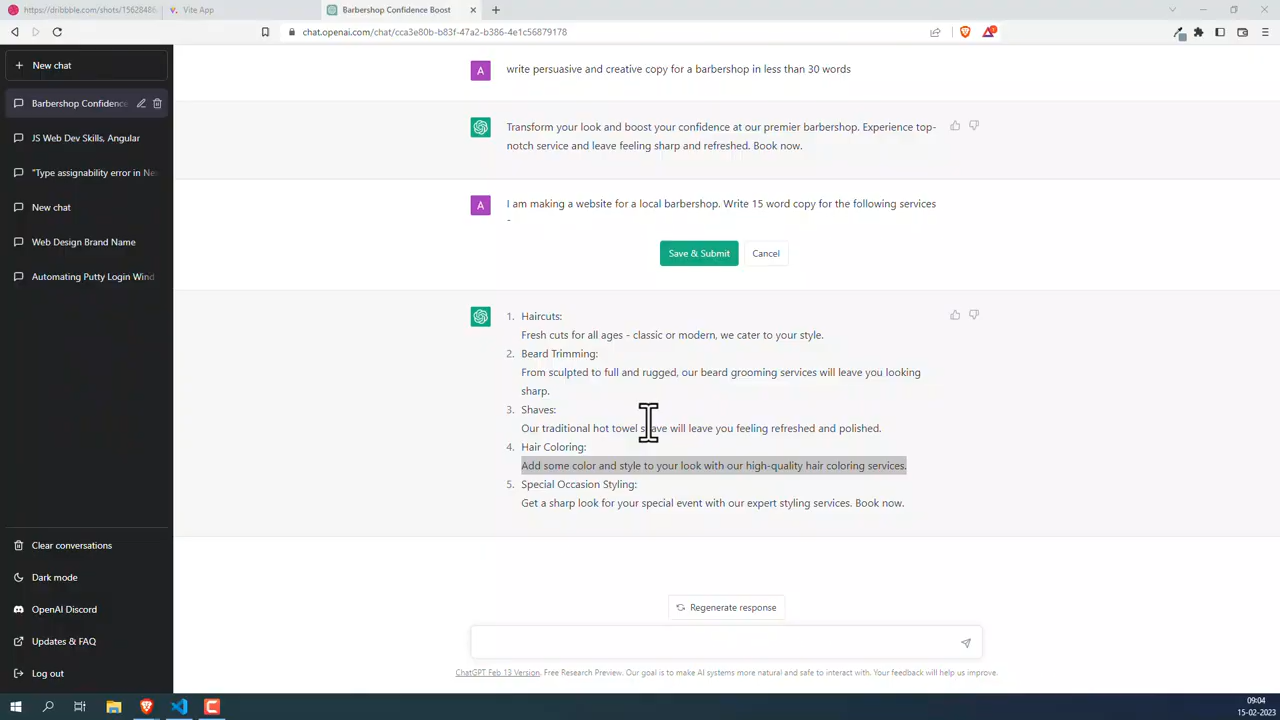 https://dribbble.com/shots/15628486
Vite App
Barbershop Confidence Boost
chat.openai.com/chat/cca3e80b-b83f-47a2-b386-4e1c56879178
New chat
Barbershop Confidence
JS Web Dev Skills, Angular
"Type assignability error in Nes
New chat
Web Design Brand Name
Automating Putty Login Wind
Clear conversations
Dark mode
OpenAI Discord
Updates & FAQ
Log out
A
write persuasive and creative copy for a barbershop in less than 30 words
Transform your look and boost your confidence at our premier barbershop. Experience top-
notch service and leave feeling sharp and refreshed. Book now.
A
I am making a website for a local barbershop. Write 15 word copy for the following services
-
Save & Submit
Cancel
1. Haircuts:
Fresh cuts for all ages - classic or modern, we cater to your style.
2. Beard Trimming:
From sculpted to full and rugged, our beard grooming services will leave you looking
sharp.
3. Shaves:
Our traditional hot towel shave will leave you feeling refreshed and polished.
4. Hair Coloring:
Add some color and style to your look with our high-quality hair coloring services.
5. Special Occasion Styling:
Get a sharp look for your special event with our expert styling services. Book now.
Regenerate response
ChatGPT Feb 13 Version. Free Research Preview. Our goal is to make AI systems more natural and safe to interact with. Your feedback will help us improve.
09:04
15-02-2023